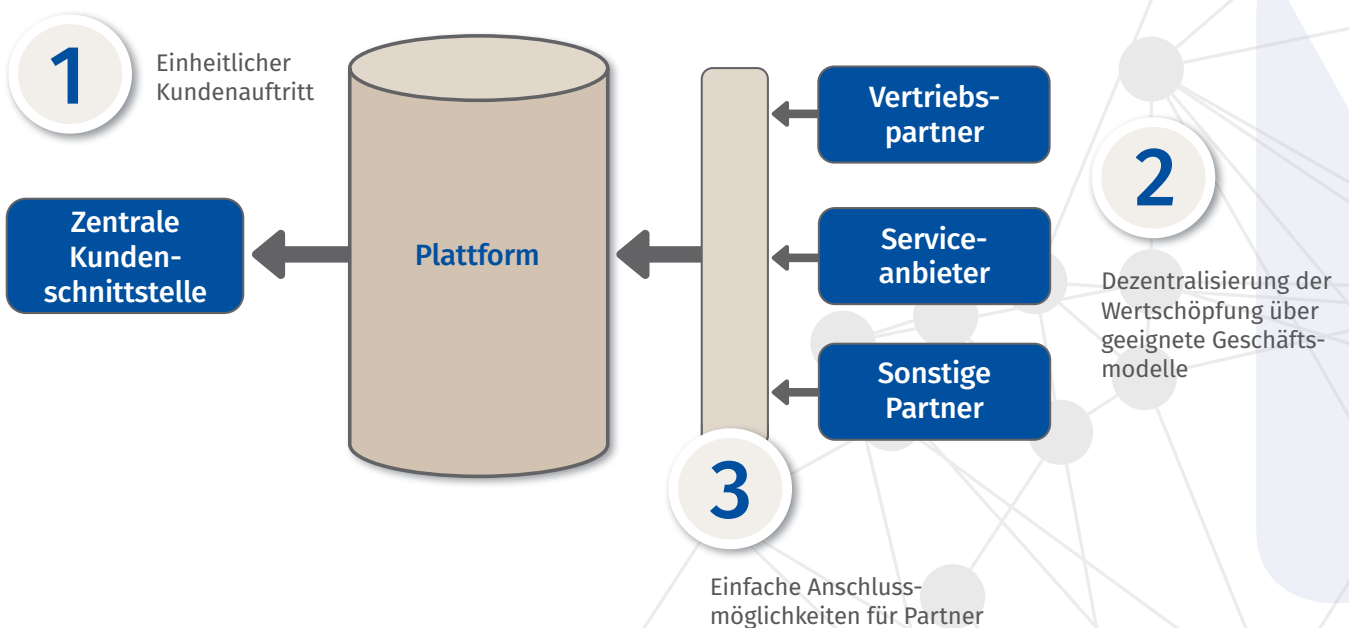 1
Einheitlicher
Kundenauftritt
Zentrale
Kunden-
schnittstelle
Plattform
Vertriebs-
partner
Service-
anbieter
Sonstige
Partner
2
Dezentralisierung der
Wertschöpfung über
geeignete Geschäfts-
modelle
3
Einfache Anschluss-
möglichkeiten für Partner